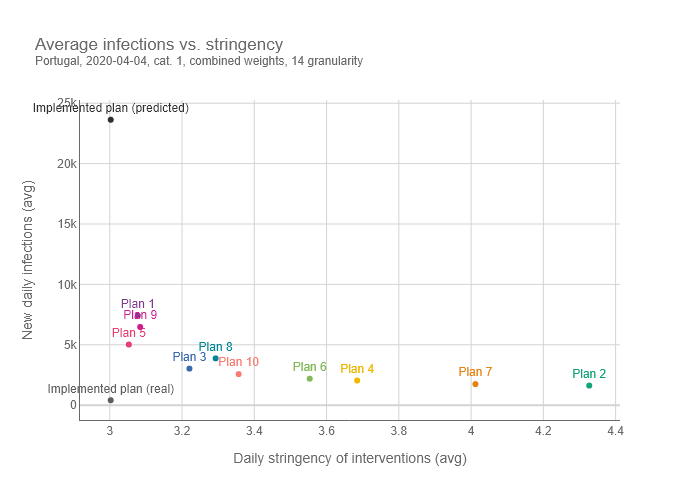 Average infections vs. stringency
Portugal, 2020-04-04, cat. 1, combined weights, 14 granularity
25k
Implemented plan (predicted)
20k
15k
10k
Plan 1
Plan 9
Plan 5
5k
Plan 8
Plan 3
Plan 10
Plan 6
Plan 4
Plan 7
Plan 2
Implemented plan (real)
0
3
3.2
3.4
3.6
3.8
4
4.2
4.4
Daily stringency of interventions (avg)
New daily infections (avg)